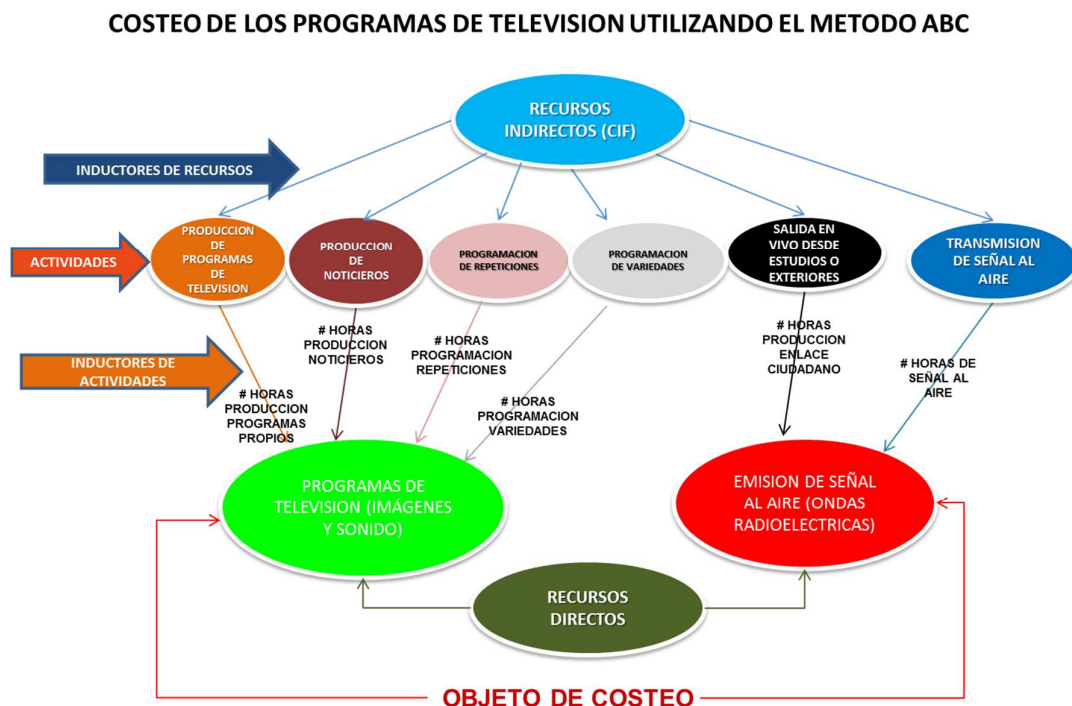 COSTEO DE LOS PROGRAMAS DE TELEVISION UTILIZANDO EL METODO ABC
RECURSOS
INDIRECTOS (CIF)
INDUCTORES DE RECURSOS
ACTIVIDADES
PRODUCCION
DE
PROGRAMAS
DE
TELEVISION
PRODUCCION
DE
NOTICIEROS
PROGRAMACION
DE REPETICIONES
PROGRAMACION
DE VARIEDADES
SALIDA EN
VIVO DESDE
ESTUDIOS O
EXTERIORES
TRANSMISION
DE SEÑAL AL
AIRE
INDUCTORES DE
ACTIVIDADES
# HORAS
PRODUCCION
PROGRAMAS
PROPIOS
# HORAS
PRODUCCION
NOTICIEROS
# HORAS
PROGRAMACION
REPETICIONES
# HORAS
PROGRAMACION
VARIEDADES
# HORAS
PRODUCCION
ENLACE
CIUDADANO
# HORAS DE
SEÑAL AL
AIRE
PROGRAMAS DE
TELEVISION (IMÁGENES
Y SONIDO)
EMISION DE SEÑAL
AL AIRE (ONDAS
RADIOELECTRICAS)
RECURSOS
DIRECTOS
OBJETO DE COSTEO